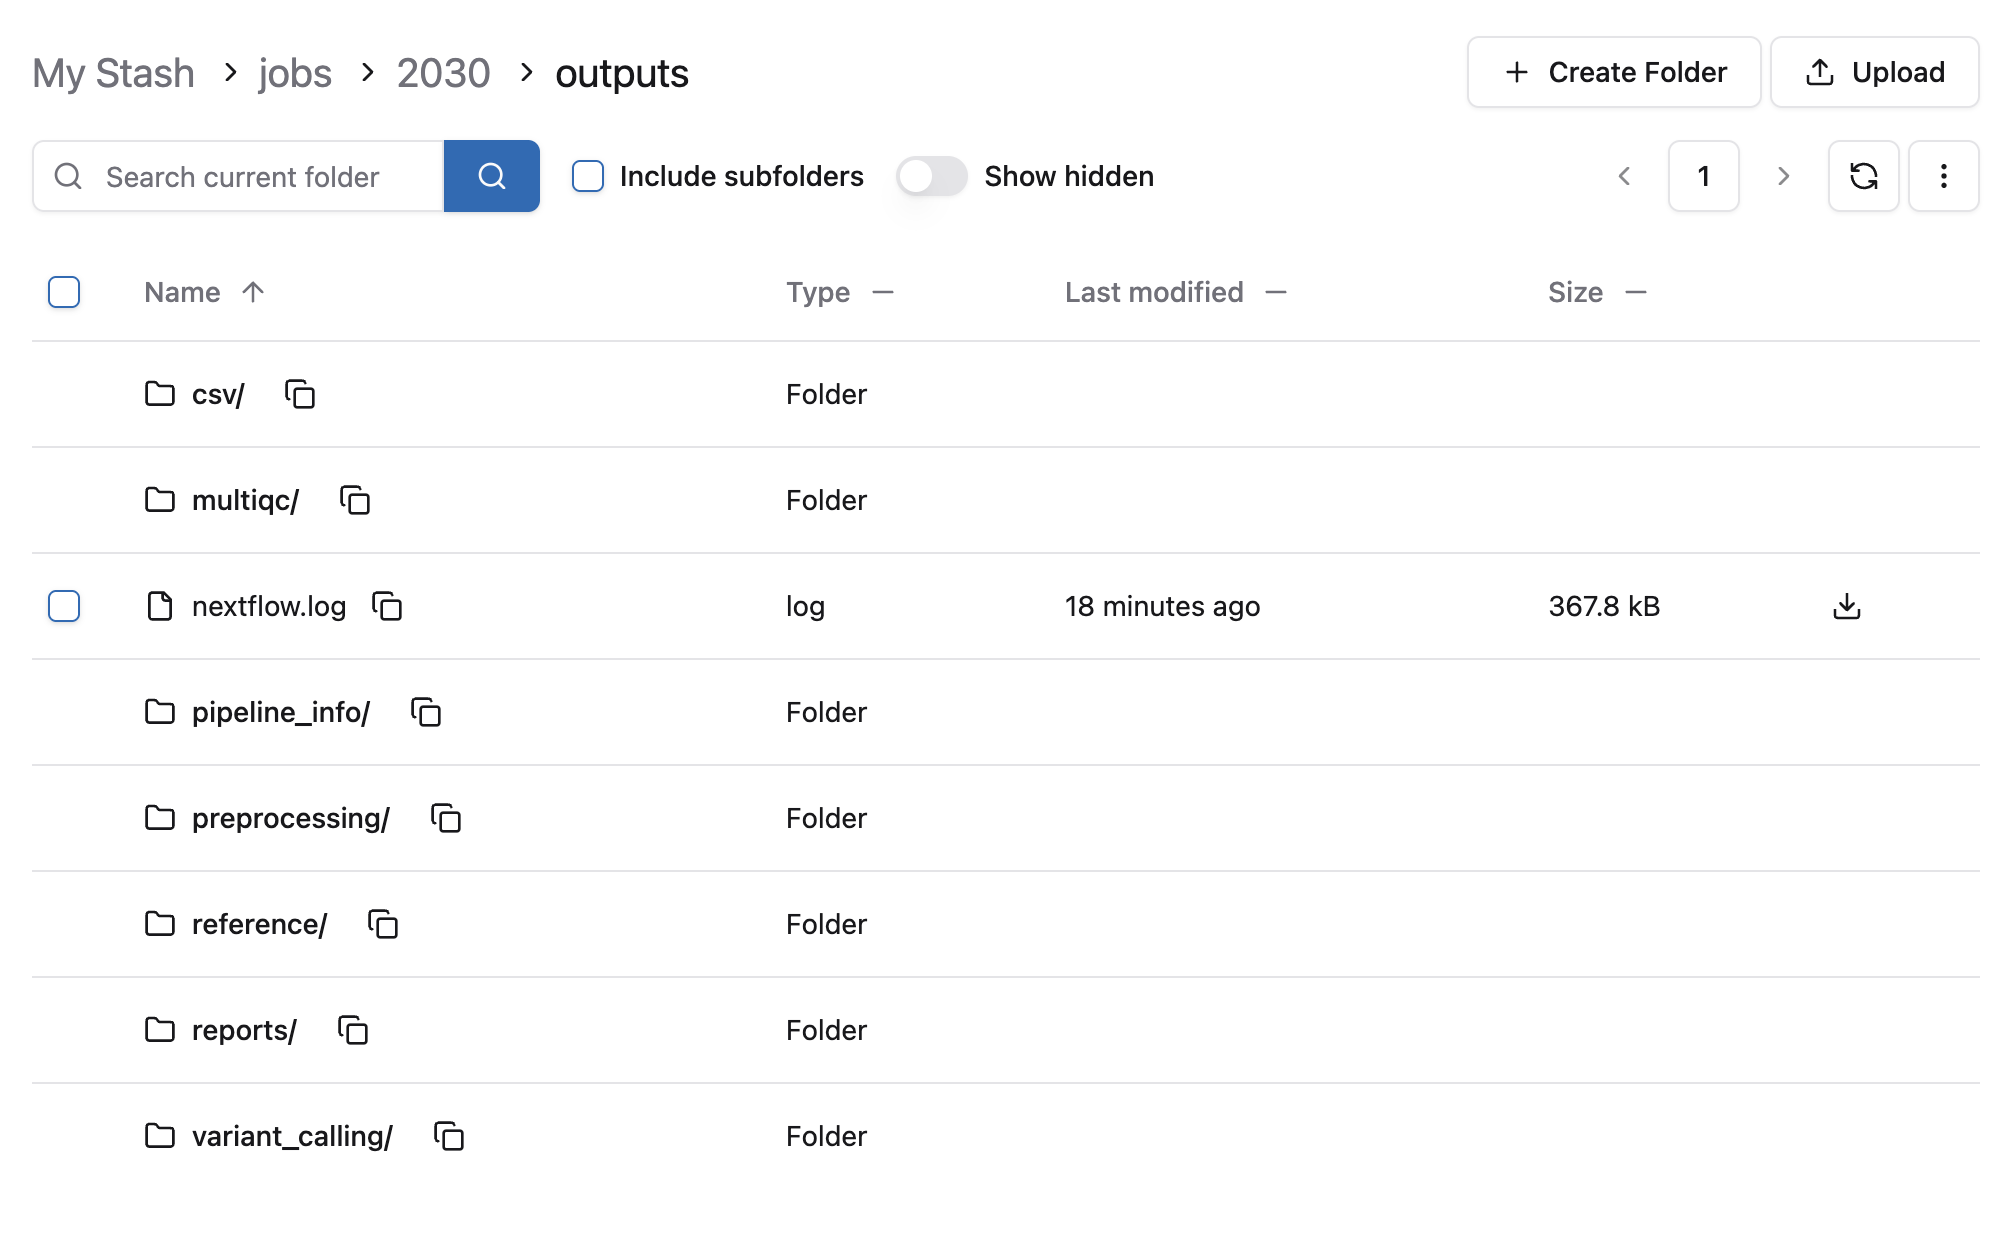 My Stash > jobs > 2030 > outputs
Create Folder
Upload
Search current folder
Include subfolders
Show hidden
1
Name Type Last modified Size
csv/ Folder
multiqc/ Folder
nextflow.log log 18 minutes ago 367.8 kB
pipeline_info/ Folder
preprocessing/ Folder
reference/ Folder
reports/ Folder
variant_calling/ Folder